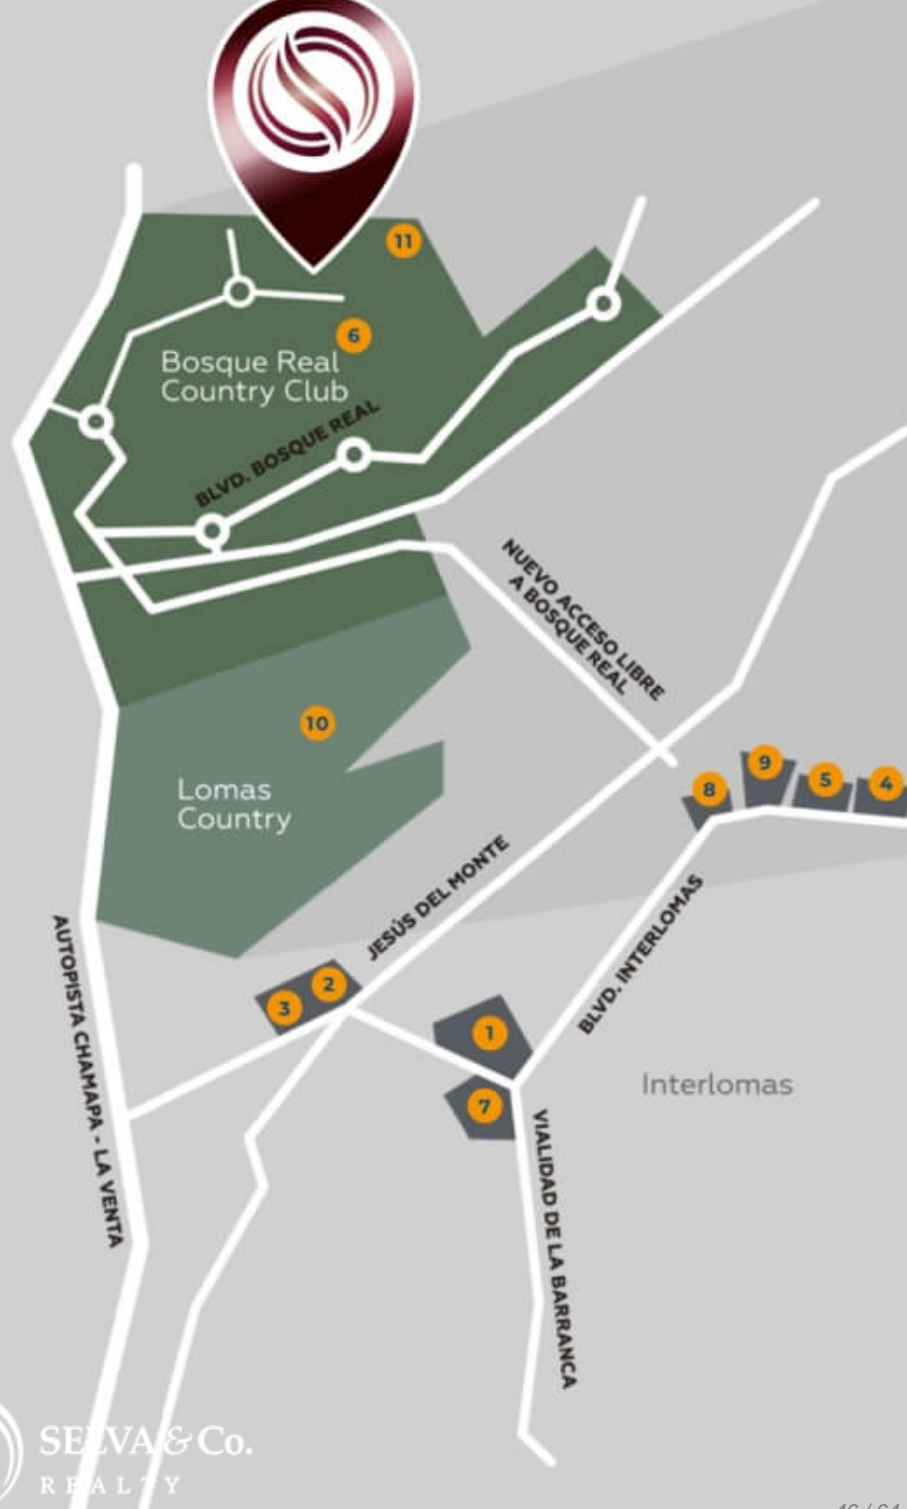 11
6
Bosque Real
Country Club
BLVD. BOSQUE REAL
NUEVO ACCESO LIBRE
A BOSQUE REAL
10
Lomas
Country
9
8
5
4
JESÚS DEL MONTE
BLVD. INTERLOMAS
2
3
1
7
Interlomas
AUTOPISTA CHAMAPA - LA VENTA
VIALIDAD DE LA BARRANCA
SELVA & Co.
REALTY